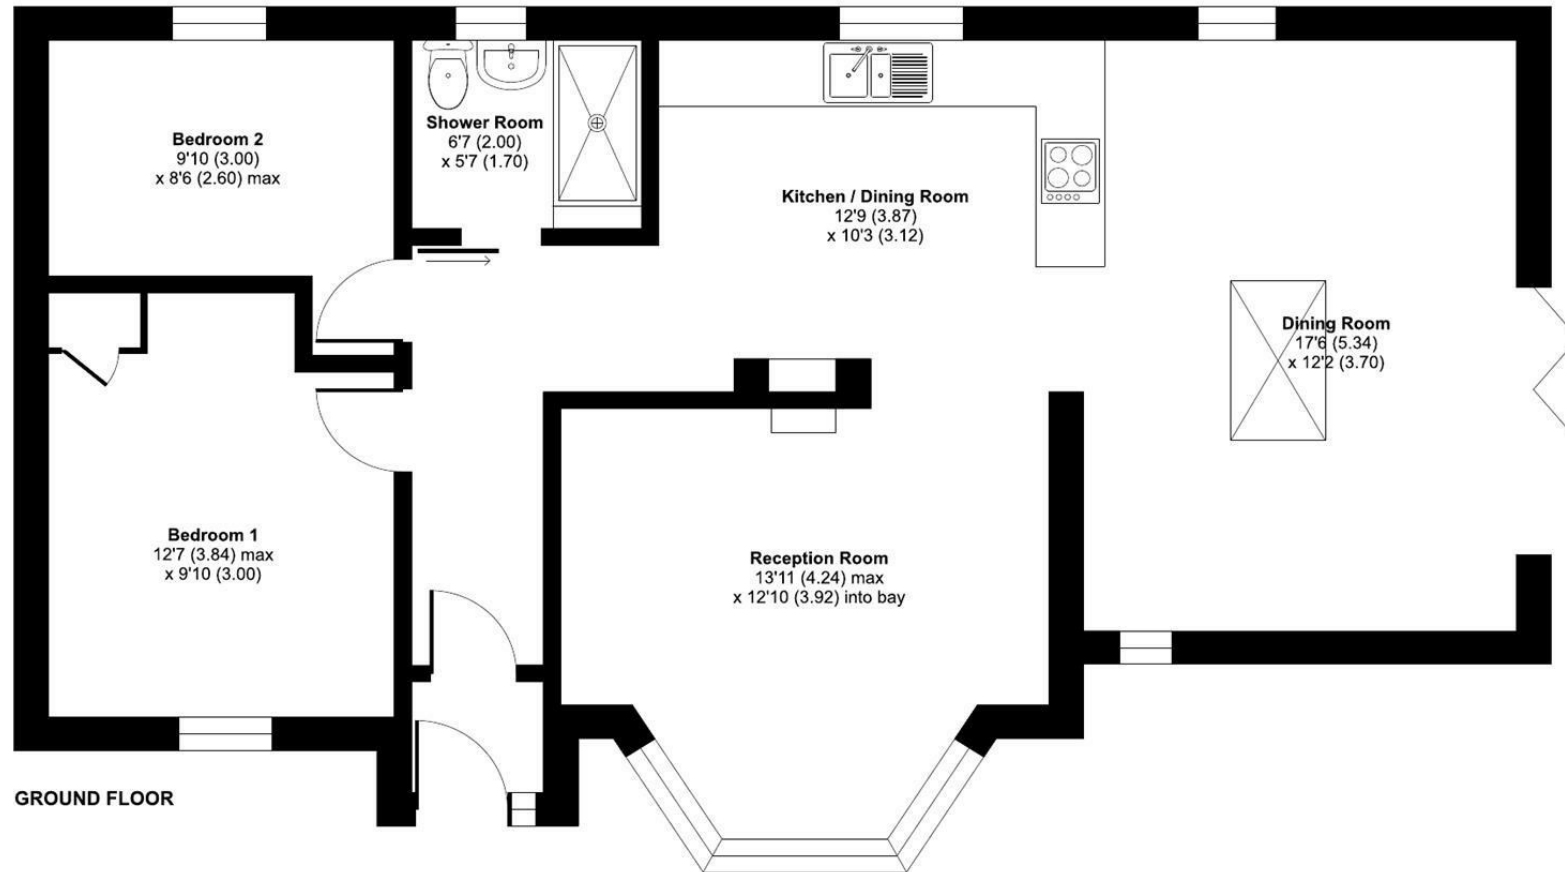 Bedroom 2
9'10 (3.00)
x 8'6 (2.60) max
Shower Room
6'7 (2.00)
x 5'7 (1.70)
Kitchen / Dining Room
12'9 (3.87)
x 10'3 (3.12)
Dining Room
17'6 (5.34)
x 12'2 (3.70)
Bedroom 1
12'7 (3.84) max
x 9'10 (3.00)
Reception Room
13'11 (4.24) max
x 12'10 (3.92) into bay
GROUND FLOOR